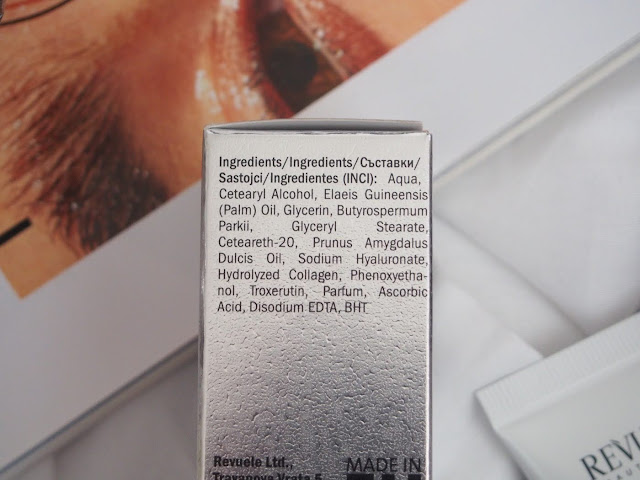 Ingredients/Ingredients/Съставки/
Sastojci/Ingredientes (INCI): Aqua,
Cetearyl Alcohol, Elaeis Guineensis
(Palm) Oil, Glycerin, Butyrospermum
Parkii, Glyceryl Stearate,
Ceteareth-20, Prunus Amygdalus
Dulcis Oil, Sodium Hyaluronate,
Hydrolyzed Collagen, Phenoxyetha-
nol, Troxerutin, Parfum, Ascorbic
Acid, Disodium EDTA, BHT
Revuele Ltd.,
MADE IN
REVU